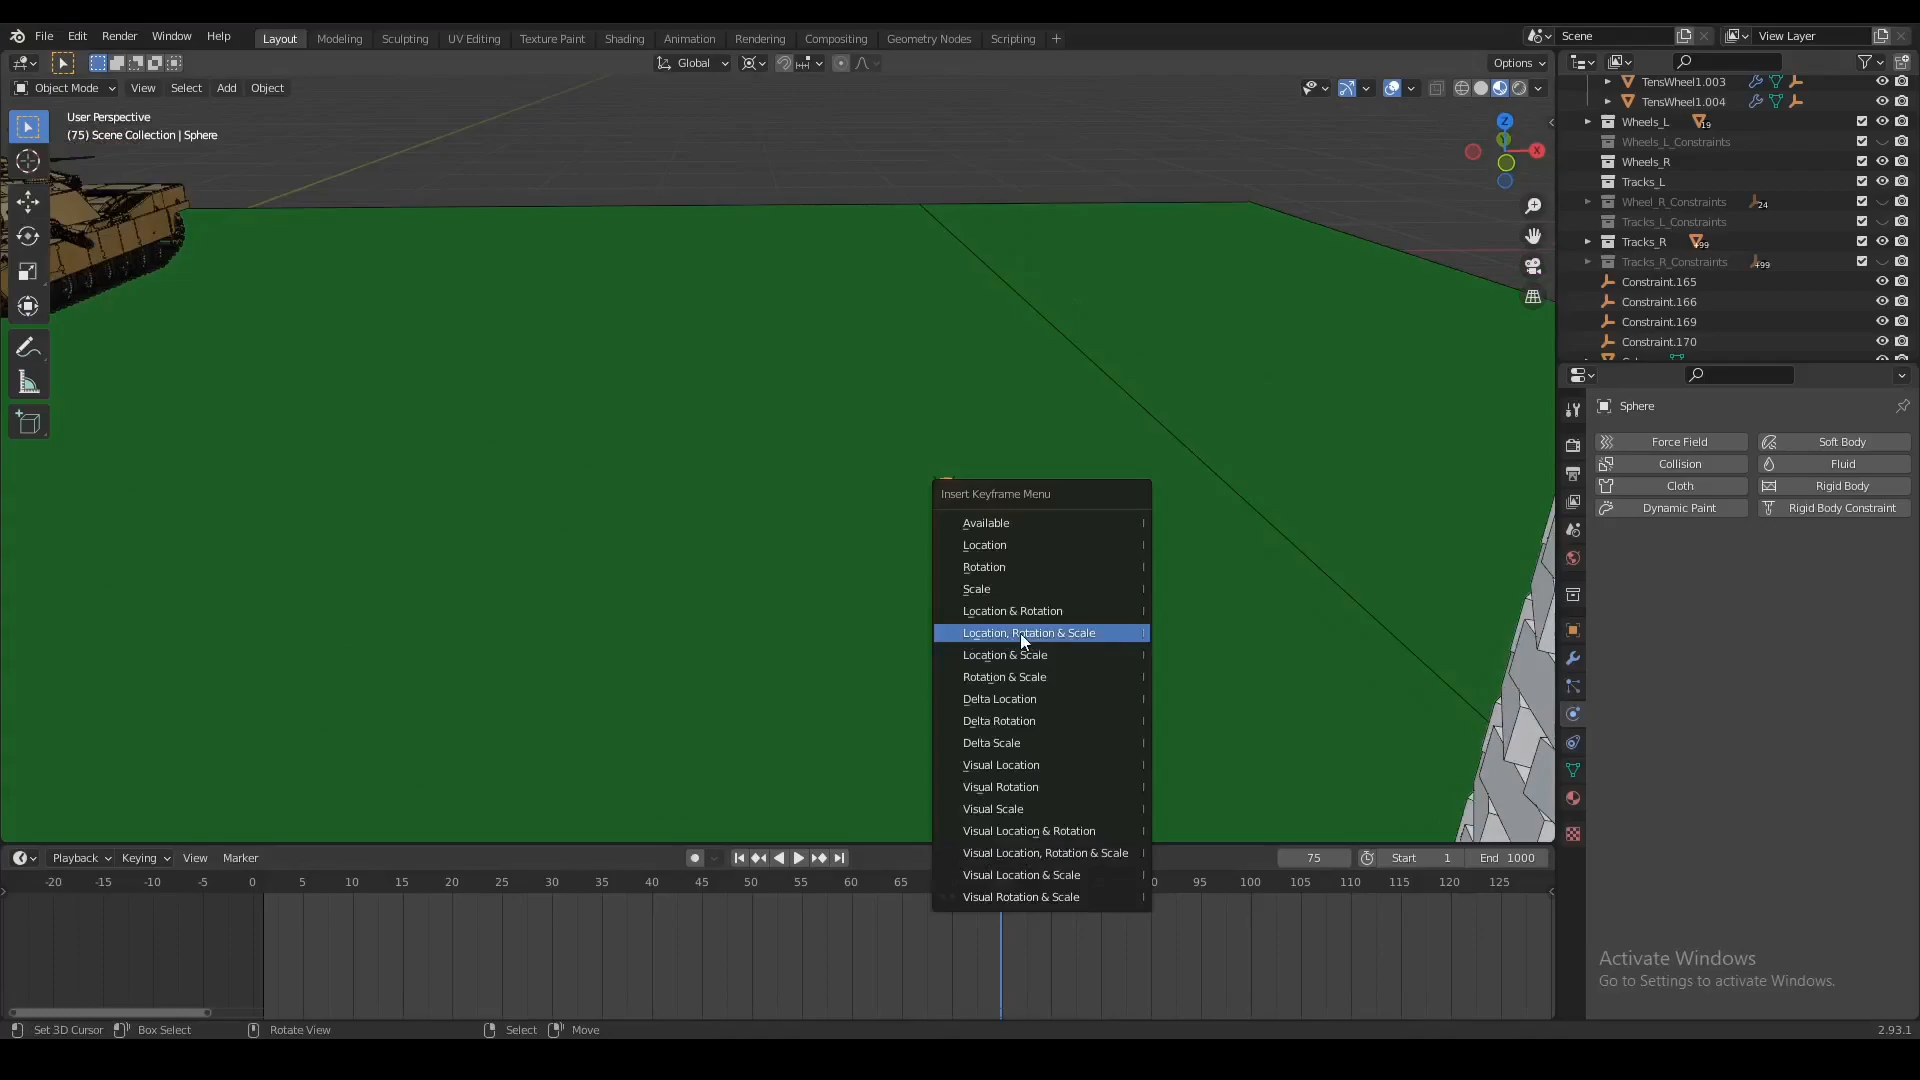 File Edit Render Window Help Layout Modeling Sculpting UV Editing Texture Paint Shading Animation Rendering Compositing Geometry Nodes Scripting + Scene View Layer
Global Options
Object Mode View Select Add Object
User Perspective
(75) Scene Collection | Sphere
Z
X
TensWheel1.003
TensWheel1.004
Wheels_L 19
Wheels_L_Constraints
Wheels_R
Tracks_L
Wheel_R_Constraints 24
Tracks_L_Constraints
Tracks_R +99
Tracks_R_Constraints +99
Constraint.165
Constraint.166
Constraint.169
Constraint.170
Sphere
Force Field Soft Body
Collision Fluid
Cloth Rigid Body
Dynamic Paint Rigid Body Constraint
Insert Keyframe Menu
Available I
Location I
Rotation I
Scale I
Location & Rotation I
Location, Rotation & Scale I
Location & Scale I
Rotation & Scale I
Delta Location I
Delta Rotation I
Delta Scale I
Visual Location I
Visual Rotation I
Visual Scale I
Visual Location & Rotation I
Visual Location, Rotation & Scale I
Visual Location & Scale I
Visual Rotation & Scale I
Playback Keying View Marker 75 Start 1 End 1000
-20 -15 -10 -5 0 5 10 15 20 25 30 35 40 45 50 55 60 65 95 100 105 110 115 120 125
Activate Windows
Go to Settings to activate Windows.
Set 3D Cursor Box Select Rotate View Select Move 2.93.1